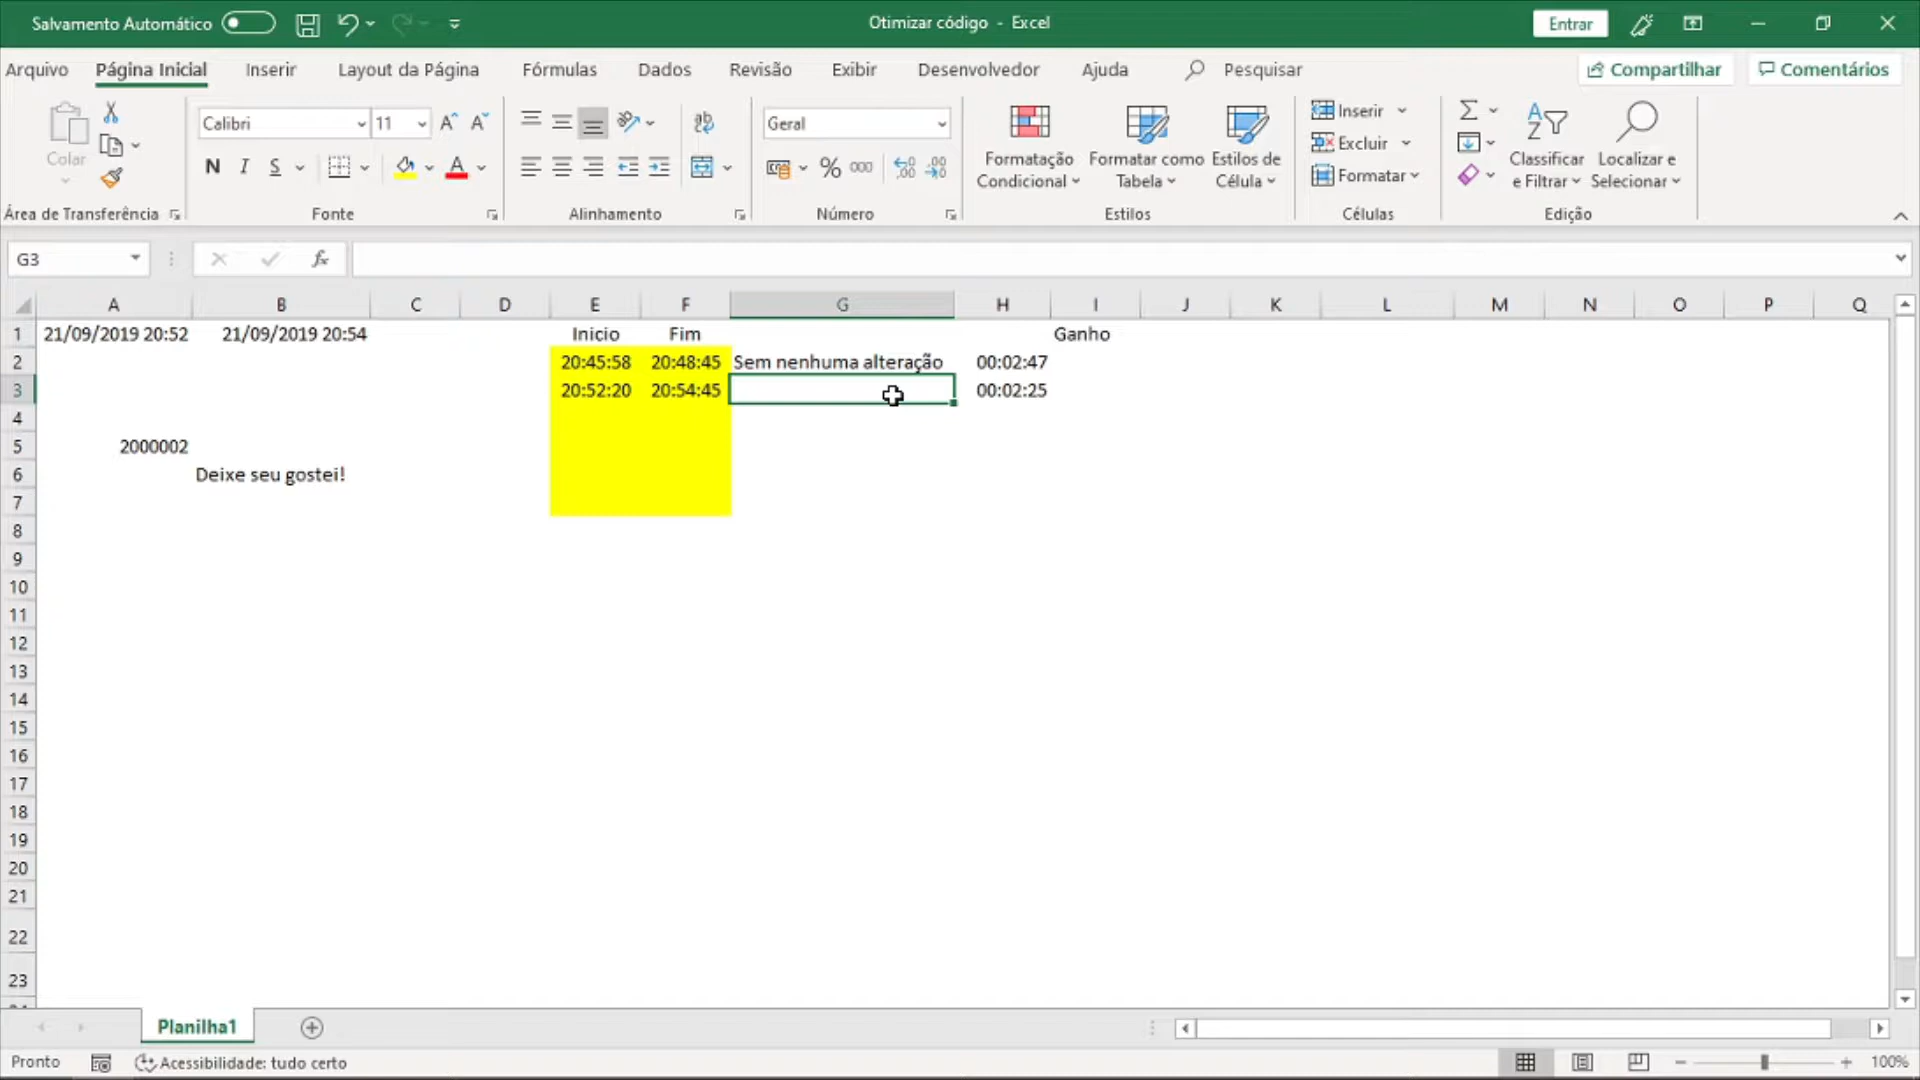 Salvamento Automático
Otimizar código - Excel
Entrar
Arquivo Página Inicial Inserir Layout da Página Fórmulas Dados Revisão Exibir Desenvolvedor Ajuda Pesquisar Compartilhar Comentários
Colar
Calibri 11
N I S
A A
ab
Geral
% 000
Formatação Condicional
Formatar como Tabela
Estilos de Célula
Inserir
Excluir
Formatar
Classificar e Filtrar
Localizar e Selecionar
Área de Transferência Fonte Alinhamento Número Estilos Células Edição
G3 fx
A B C D E F G H I J K L M N O P Q
1 21/09/2019 20:52 21/09/2019 20:54 Inicio Fim Ganho
2 20:45:58 20:48:45 Sem nenhuma alteração 00:02:47
3 20:52:20 20:54:45 00:02:25
4
5 2000002
6 Deixe seu gostei!
7
8
9
10
11
12
13
14
15
16
17
18
19
20
21
22
23
Planilha1
Pronto Acessibilidade: tudo certo 100%